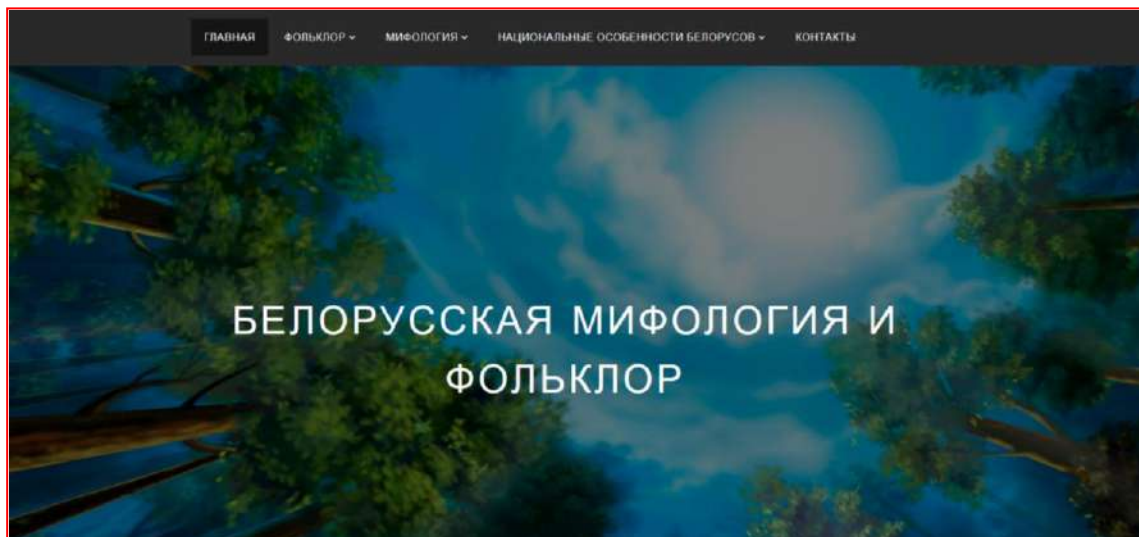 ГЛАВНАЯ ФОЛЬКЛОР МИФОЛОГИЯ НАЦИОНАЛЬНЫЕ ОСОБЕННОСТИ БЕЛОРУСОВ КОНТАКТЫ
БЕЛОРУССКАЯ МИФОЛОГИЯ И
ФОЛЬКЛОР